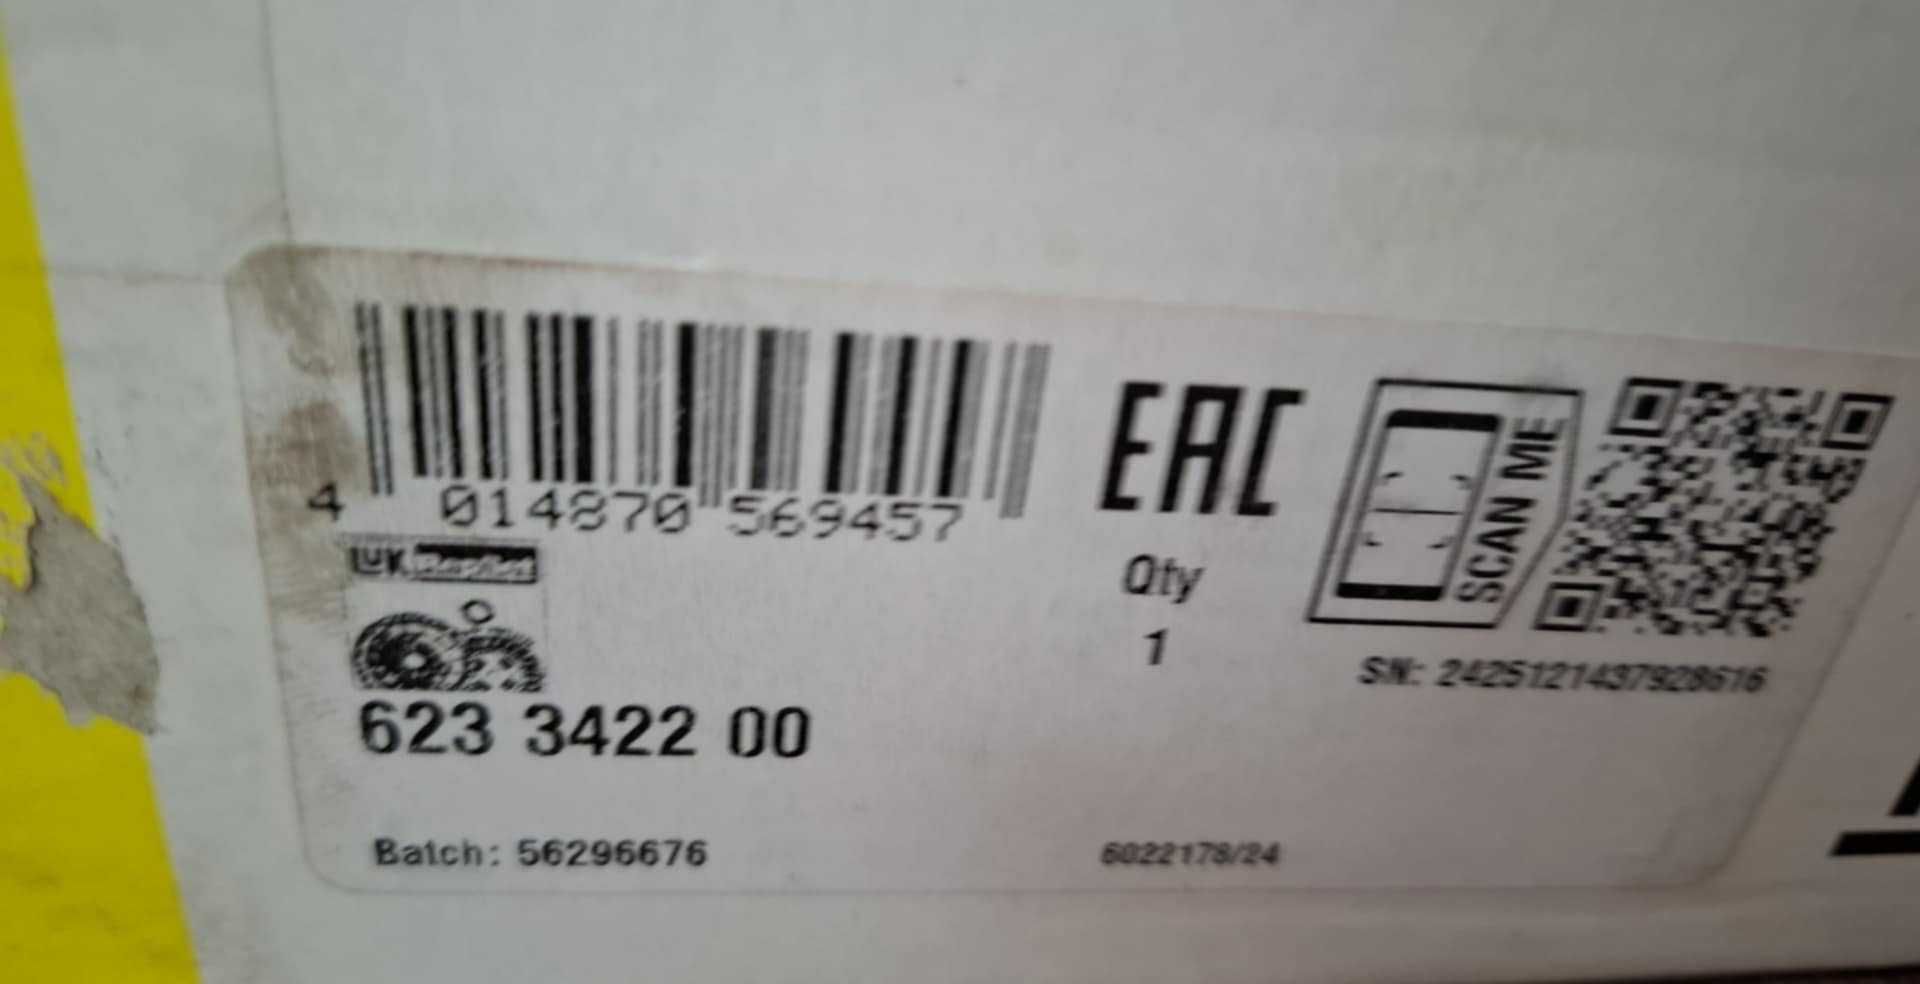 4 014870 569457
EAC
SCAN ME
LuK RepSet
Qty
1
SN: 2425121437928616
623 3422 00
Batch: 56296676
6022178/24